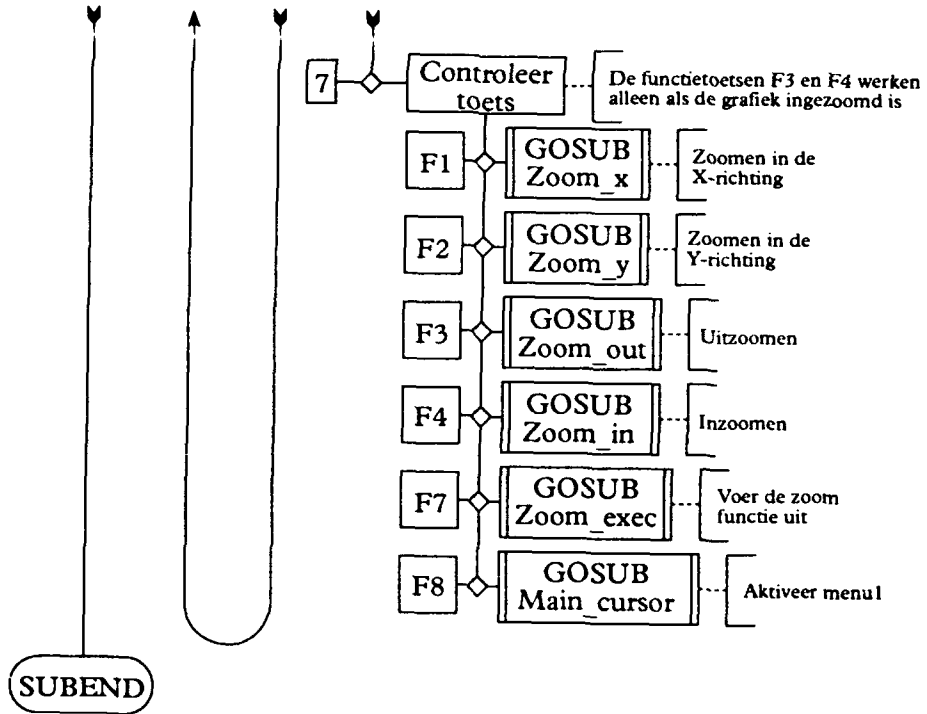 7
Controleer
toets
De functietoetsen F3 en F4 werken
alleen als de grafiek ingezoomd is
F1
GOSUB
Zoom_x
Zoomen in de
X-richting
F2
GOSUB
Zoom_y
Zoomen in de
Y-richting
F3
GOSUB
Zoom_out
Uitzoomen
F4
GOSUB
Zoom_in
Inzoomen
F7
GOSUB
Zoom_exec
Voer de zoom
functie uit
F8
GOSUB
Main_cursor
Aktiveer menu1
SUBEND